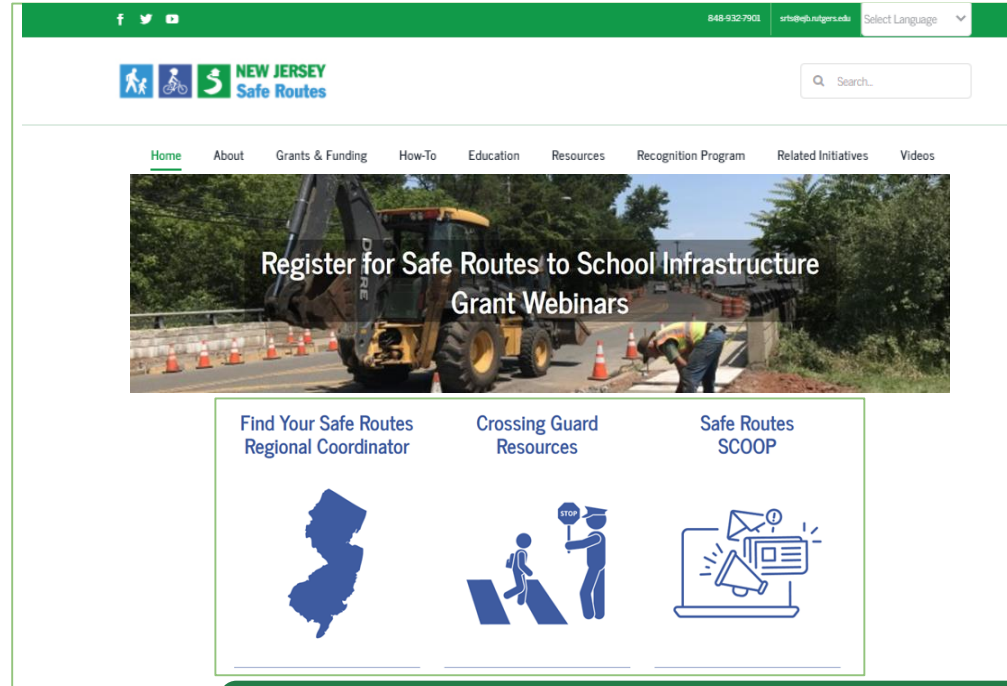 848-932-7901 srts@ejb.rutgers.edu Select Language
NEW JERSEY
Safe Routes
Search...
Home About Grants & Funding How-To Education Resources Recognition Program Related Initiatives Videos
DEERE
Register for Safe Routes to School Infrastructure
Grant Webinars
Find Your Safe Routes
Regional Coordinator
Crossing Guard
Resources
Safe Routes
SCOOP
STOP